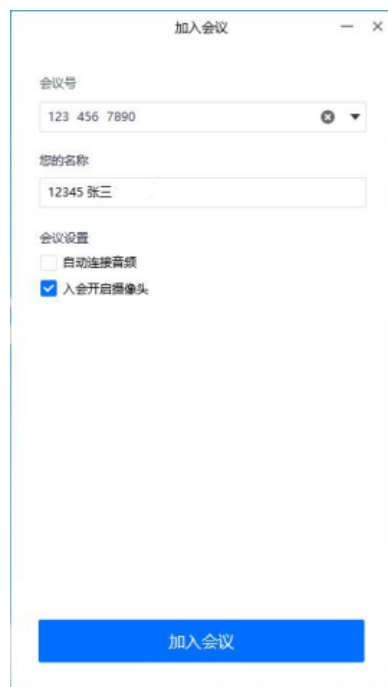 加入会议
会议号
123 456 7890
您的名称
12345 张三
会议设置
自动连接音频
入会开启摄像头
加入会议